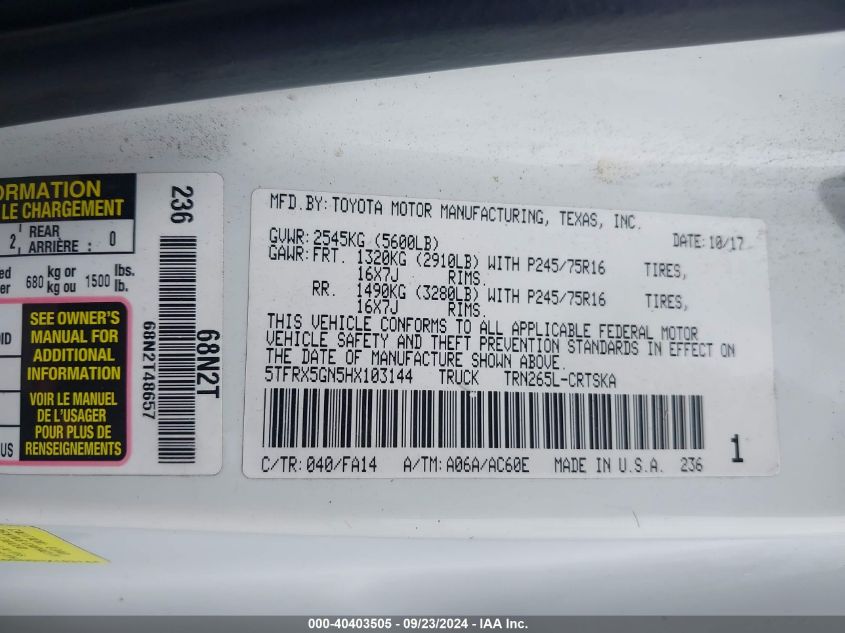 ORMATION
LE CHARGEMENT
2
REAR
ARRIÈRE : 0
680 kg or 1500 lbs.
kg ou lb.
SEE OWNER'S
MANUAL FOR
ADDITIONAL
INFORMATION
VOIR LE MANUEL
DE L'USAGER
POUR PLUS DE
RENSEIGNEMENTS
236
68N2T48657
68N2T
MFD.BY: TOYOTA MOTOR MANUFACTURING, TEXAS, INC.
GVWR: 2545KG (5600LB) DATE: 10/17
GAWR: FRT. 1320KG (2910LB) WITH P245/75R16 TIRES,
16X7J RIMS.
RR. 1490KG (3280LB) WITH P245/75R16 TIRES,
16X7J RIMS.
THIS VEHICLE CONFORMS TO ALL APPLICABLE FEDERAL MOTOR
VEHICLE SAFETY AND THEFT PREVENTION STANDARDS IN EFFECT ON
THE DATE OF MANUFACTURE SHOWN ABOVE.
5TFRX5GN5HX103144 TRUCK TRN265L-CRTSKA
C/TR: 040/FA14 A/TM: A06A/AC60E MADE IN U.S.A. 236
1
000-40403505 - 09/23/2024 - IAA Inc.